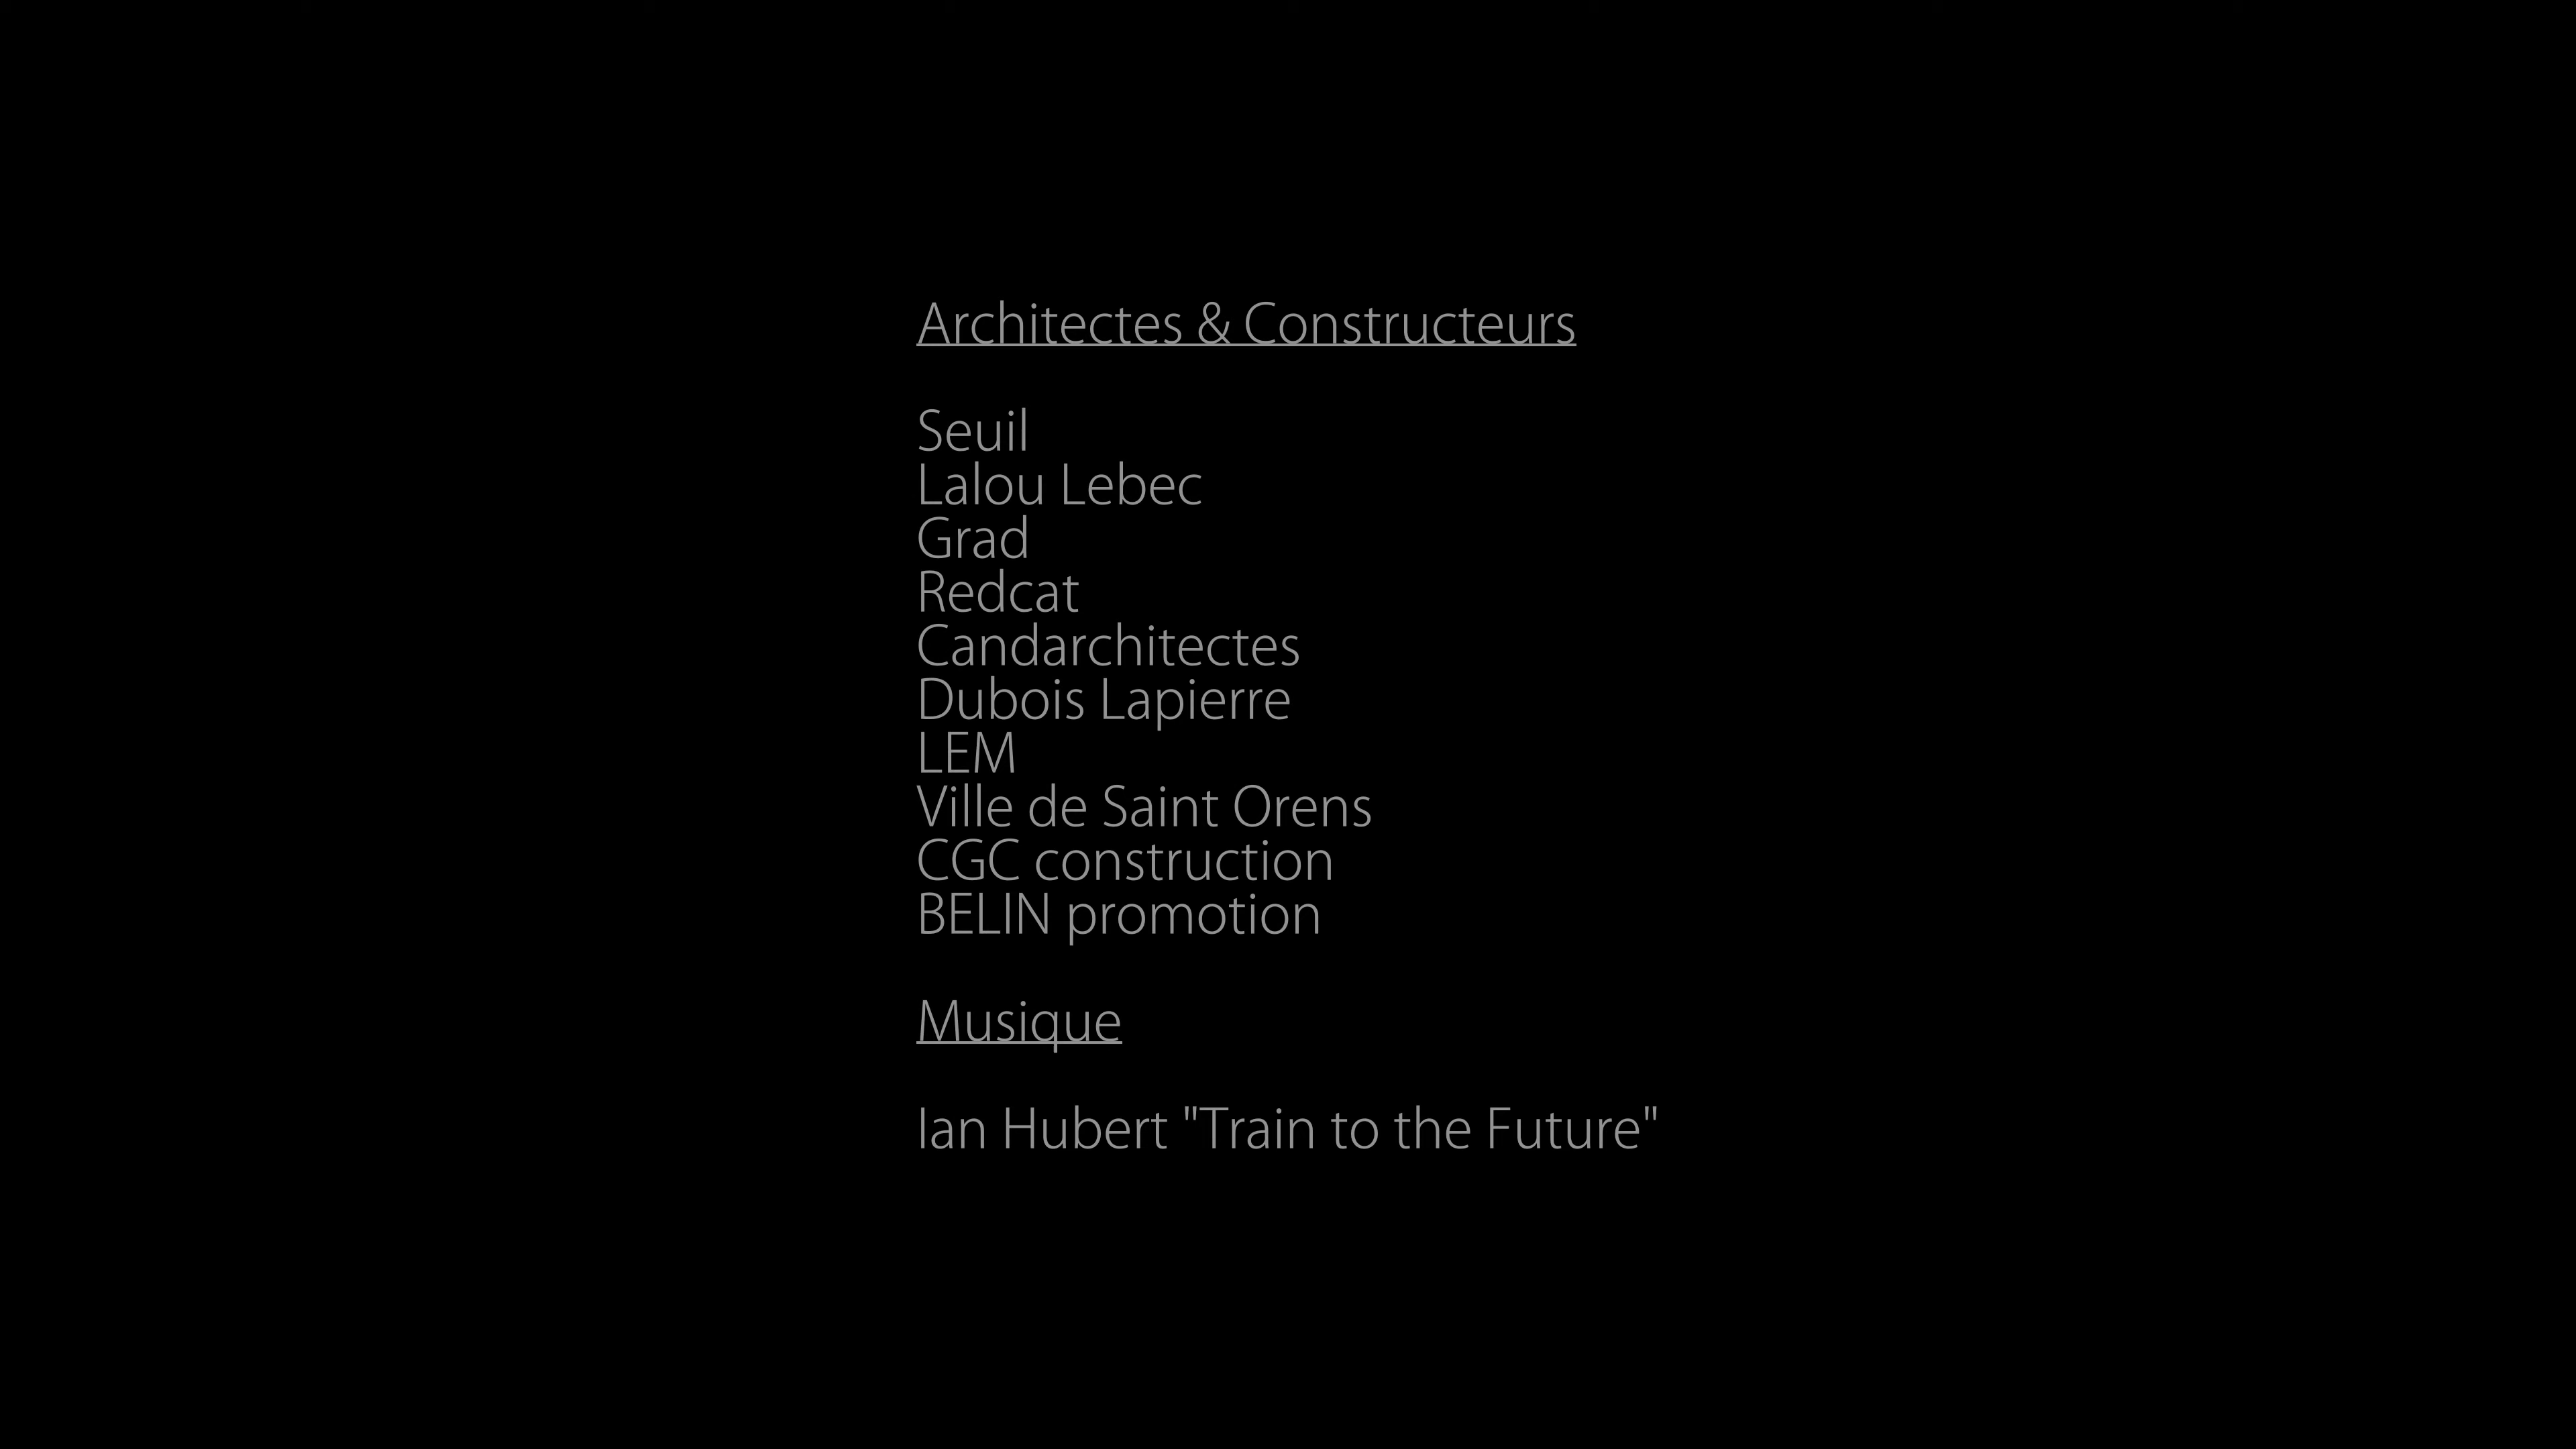 Architectes & Constructeurs
Seuil
Lalou Lebec
Grad
Redcat
Candarchitectes
Dubois Lapierre
LEM
Ville de Saint Orens
CGC construction
BELIN promotion
Musique
Ian Hubert "Train to the Future"